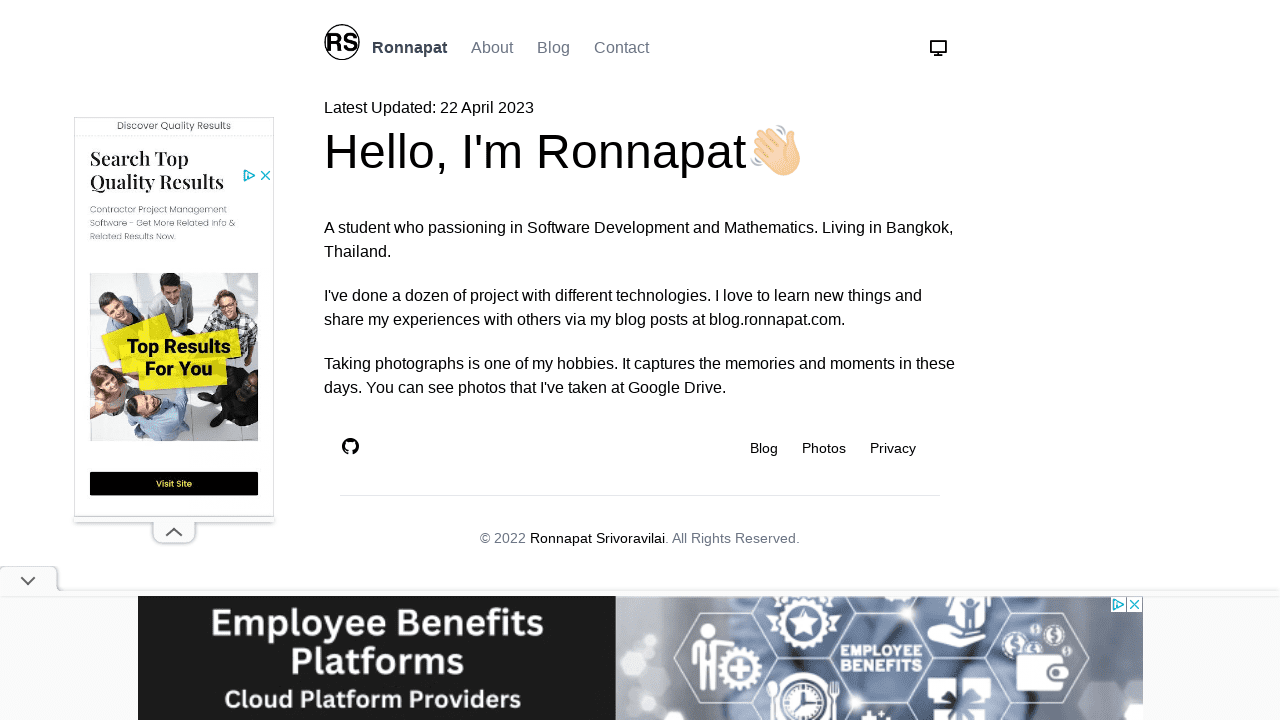 RS Ronnapat About Blog Contact
Latest Updated: 22 April 2023
Hello, I'm Ronnapat
Discover Quality Results
Search Top
Quality Results
Contractor Project Management
Software - Get More Related Info &
Related Results Now.
Top Results
For You
Visit Site
A student who passioning in Software Development and Mathematics. Living in Bangkok,
Thailand.
I've done a dozen of project with different technologies. I love to learn new things and
share my experiences with others via my blog posts at blog.ronnapat.com.
Taking photographs is one of my hobbies. It captures the memories and moments in these
days. You can see photos that I've taken at Google Drive.
Blog Photos Privacy
© 2022 Ronnapat Srivoravilai. All Rights Reserved.
Employee Benefits
Platforms
Cloud Platform Providers
EMPLOYEE
BENEFITS